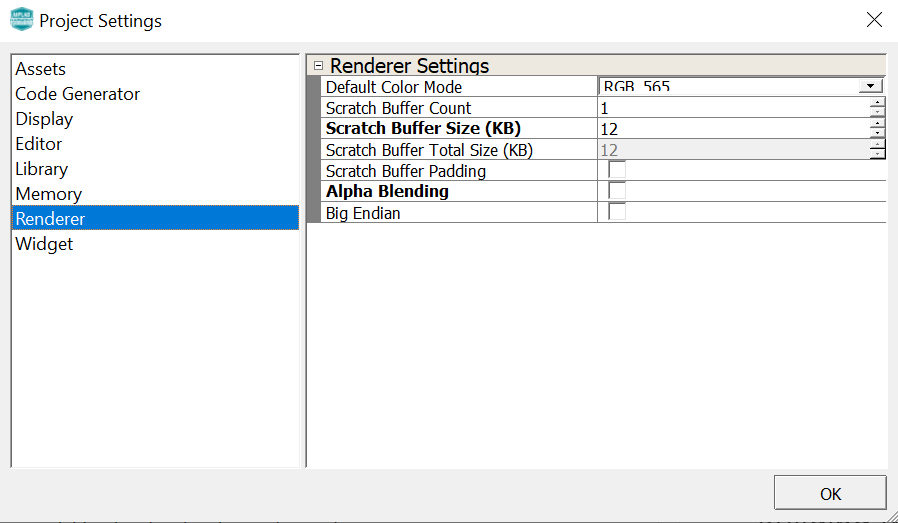 Project Settings
Assets
Code Generator
Display
Editor
Library
Memory
Renderer
Widget
Renderer Settings
Default Color Mode RGB_565
Scratch Buffer Count 1
Scratch Buffer Size (KB) 12
Scratch Buffer Total Size (KB) 12
Scratch Buffer Padding
Alpha Blending
Big Endian
OK